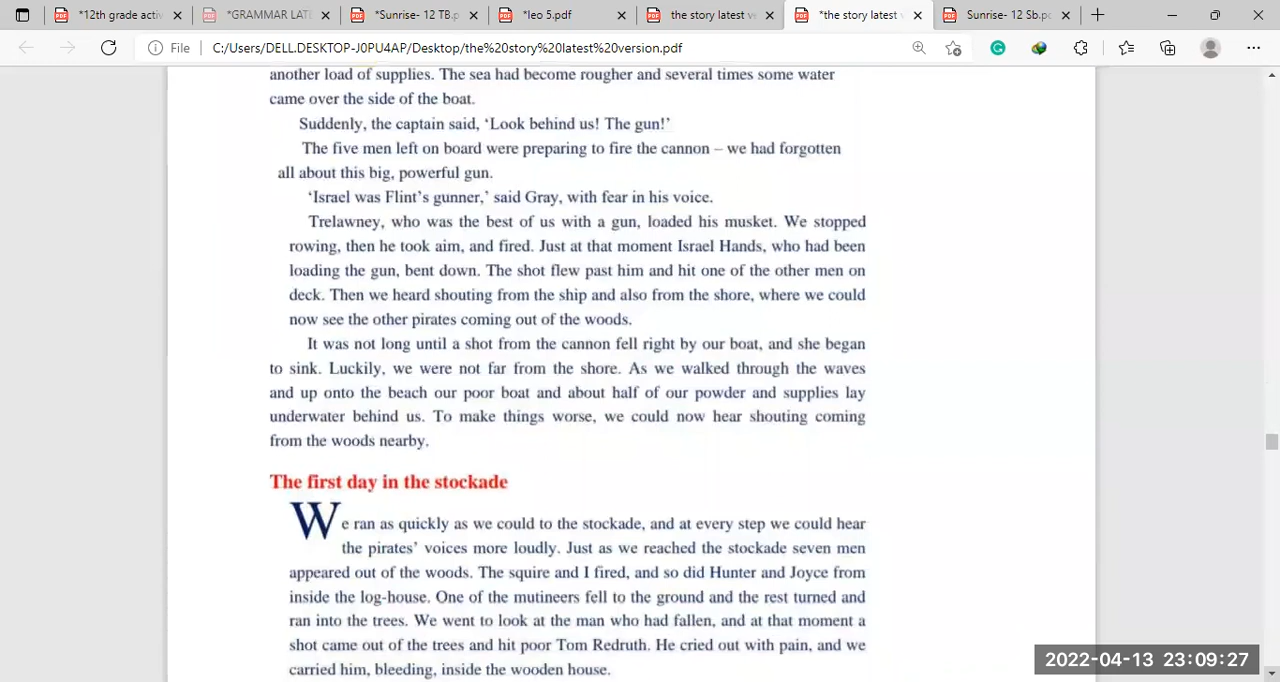 *12th grade acti
*GRAMMAR LATE
*Sunrise- 12 TB.p
*leo 5.pdf
the story latest v
*the story latest
Sunrise- 12 Sb.p
File
C:/Users/DELL.DESKTOP-J0PU4AP/Desktop/the%20story%20latest%20version.pdf
another load of supplies. The sea had become rougher and several times some water
came over the side of the boat.
Suddenly, the captain said, ‘Look behind us! The gun!’
The five men left on board were preparing to fire the cannon – we had forgotten
all about this big, powerful gun.
‘Israel was Flint’s gunner,’ said Gray, with fear in his voice.
Trelawney, who was the best of us with a gun, loaded his musket. We stopped
rowing, then he took aim, and fired. Just at that moment Israel Hands, who had been
loading the gun, bent down. The shot flew past him and hit one of the other men on
deck. Then we heard shouting from the ship and also from the shore, where we could
now see the other pirates coming out of the woods.
It was not long until a shot from the cannon fell right by our boat, and she began
to sink. Luckily, we were not far from the shore. As we walked through the waves
and up onto the beach our poor boat and about half of our powder and supplies lay
underwater behind us. To make things worse, we could now hear shouting coming
from the woods nearby.
The first day in the stockade
We ran as quickly as we could to the stockade, and at every step we could hear
the pirates’ voices more loudly. Just as we reached the stockade seven men
appeared out of the woods. The squire and I fired, and so did Hunter and Joyce from
inside the log-house. One of the mutineers fell to the ground and the rest turned and
ran into the trees. We went to look at the man who had fallen, and at that moment a
shot came out of the trees and hit poor Tom Redruth. He cried out with pain, and we
carried him, bleeding, inside the wooden house.
2022-04-13 23:09:27